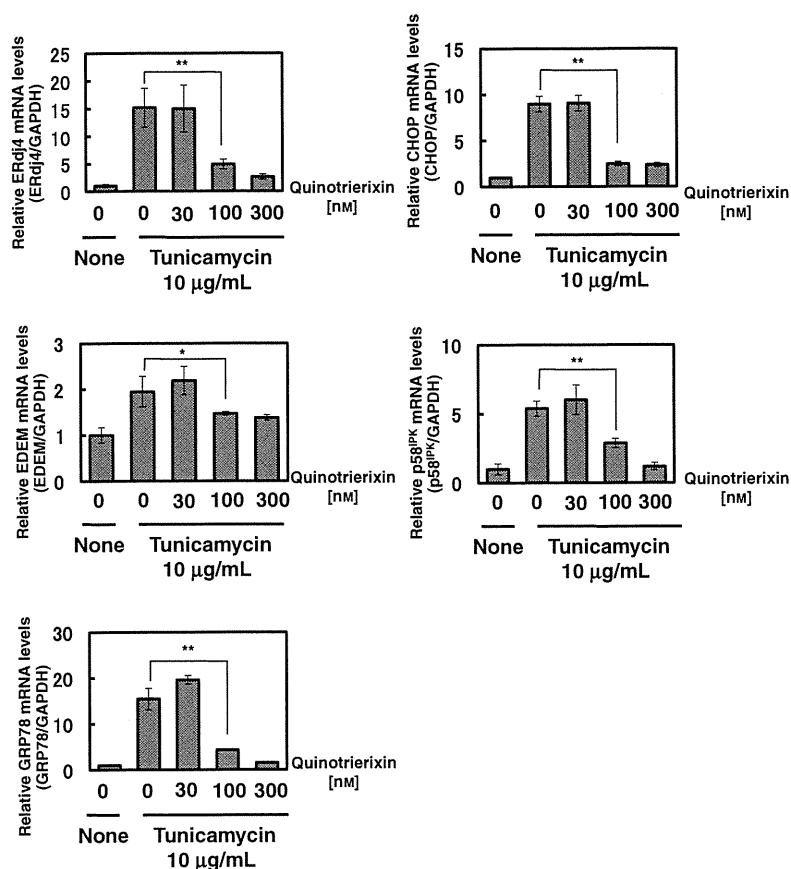 Relative ERdj4 mRNA levels
(ERdj4/GAPDH)
25
20
15
10
5
0
**
0 0 30 100 300
Quinotrierixin
[nM]
None Tunicamycin
10 μg/mL
Relative CHOP mRNA levels
(CHOP/GAPDH)
15
10
5
0
**
0 0 30 100 300
Quinotrierixin
[nM]
None Tunicamycin
10 μg/mL
Relative EDEM mRNA levels
(EDEM/GAPDH)
3
2
1
0
*
0 0 30 100 300
Quinotrierixin
[nM]
None Tunicamycin
10 μg/mL
Relative p58IPK mRNA levels
(p58IPK/GAPDH)
10
5
0
**
0 0 30 100 300
Quinotrierixin
[nM]
None Tunicamycin
10 μg/mL
Relative GRP78 mRNA levels
(GRP78/GAPDH)
30
20
10
0
**
0 0 30 100 300
Quinotrierixin
[nM]
None Tunicamycin
10 μg/mL